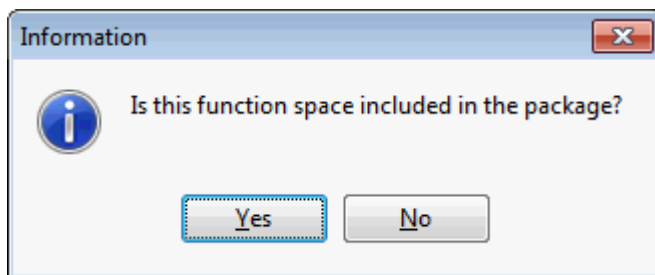 Information
Is this function space included in the package?
Yes
No